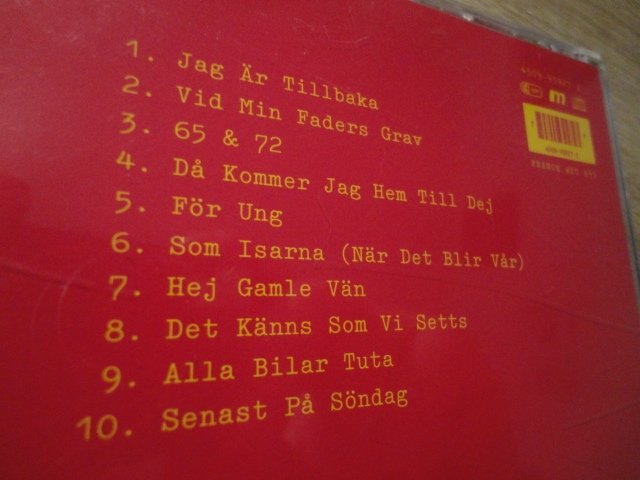 1. Jag Är Tillbaka
2. Vid Min Faders Grav
3. 65 & 72
4. Då Kommer Jag Hem Till Dej
5. För Ung
6. Som Isarna (När Det Blir Vår)
7. Hej Gamle Vän
8. Det Känns Som Vi Setts
9. Alla Bilar Tuta
10. Senast På Söndag
m